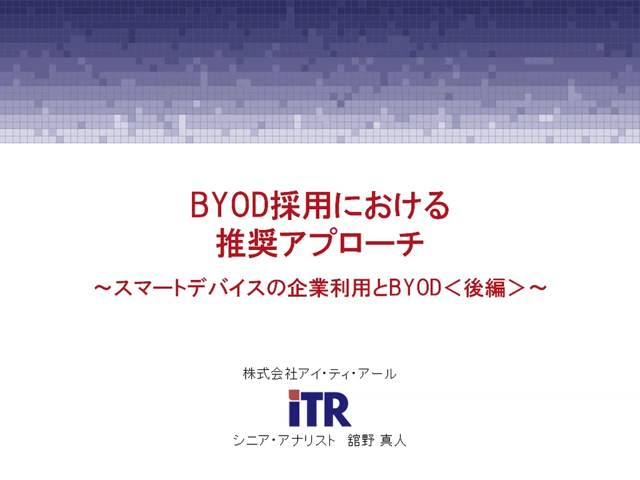 BYOD採用における
推奨アプローチ
～スマートデバイスの企業利用とBYOD＜後編＞～
株式会社アイ・ティ・アール
iTR
シニア・アナリスト　舘野 真人